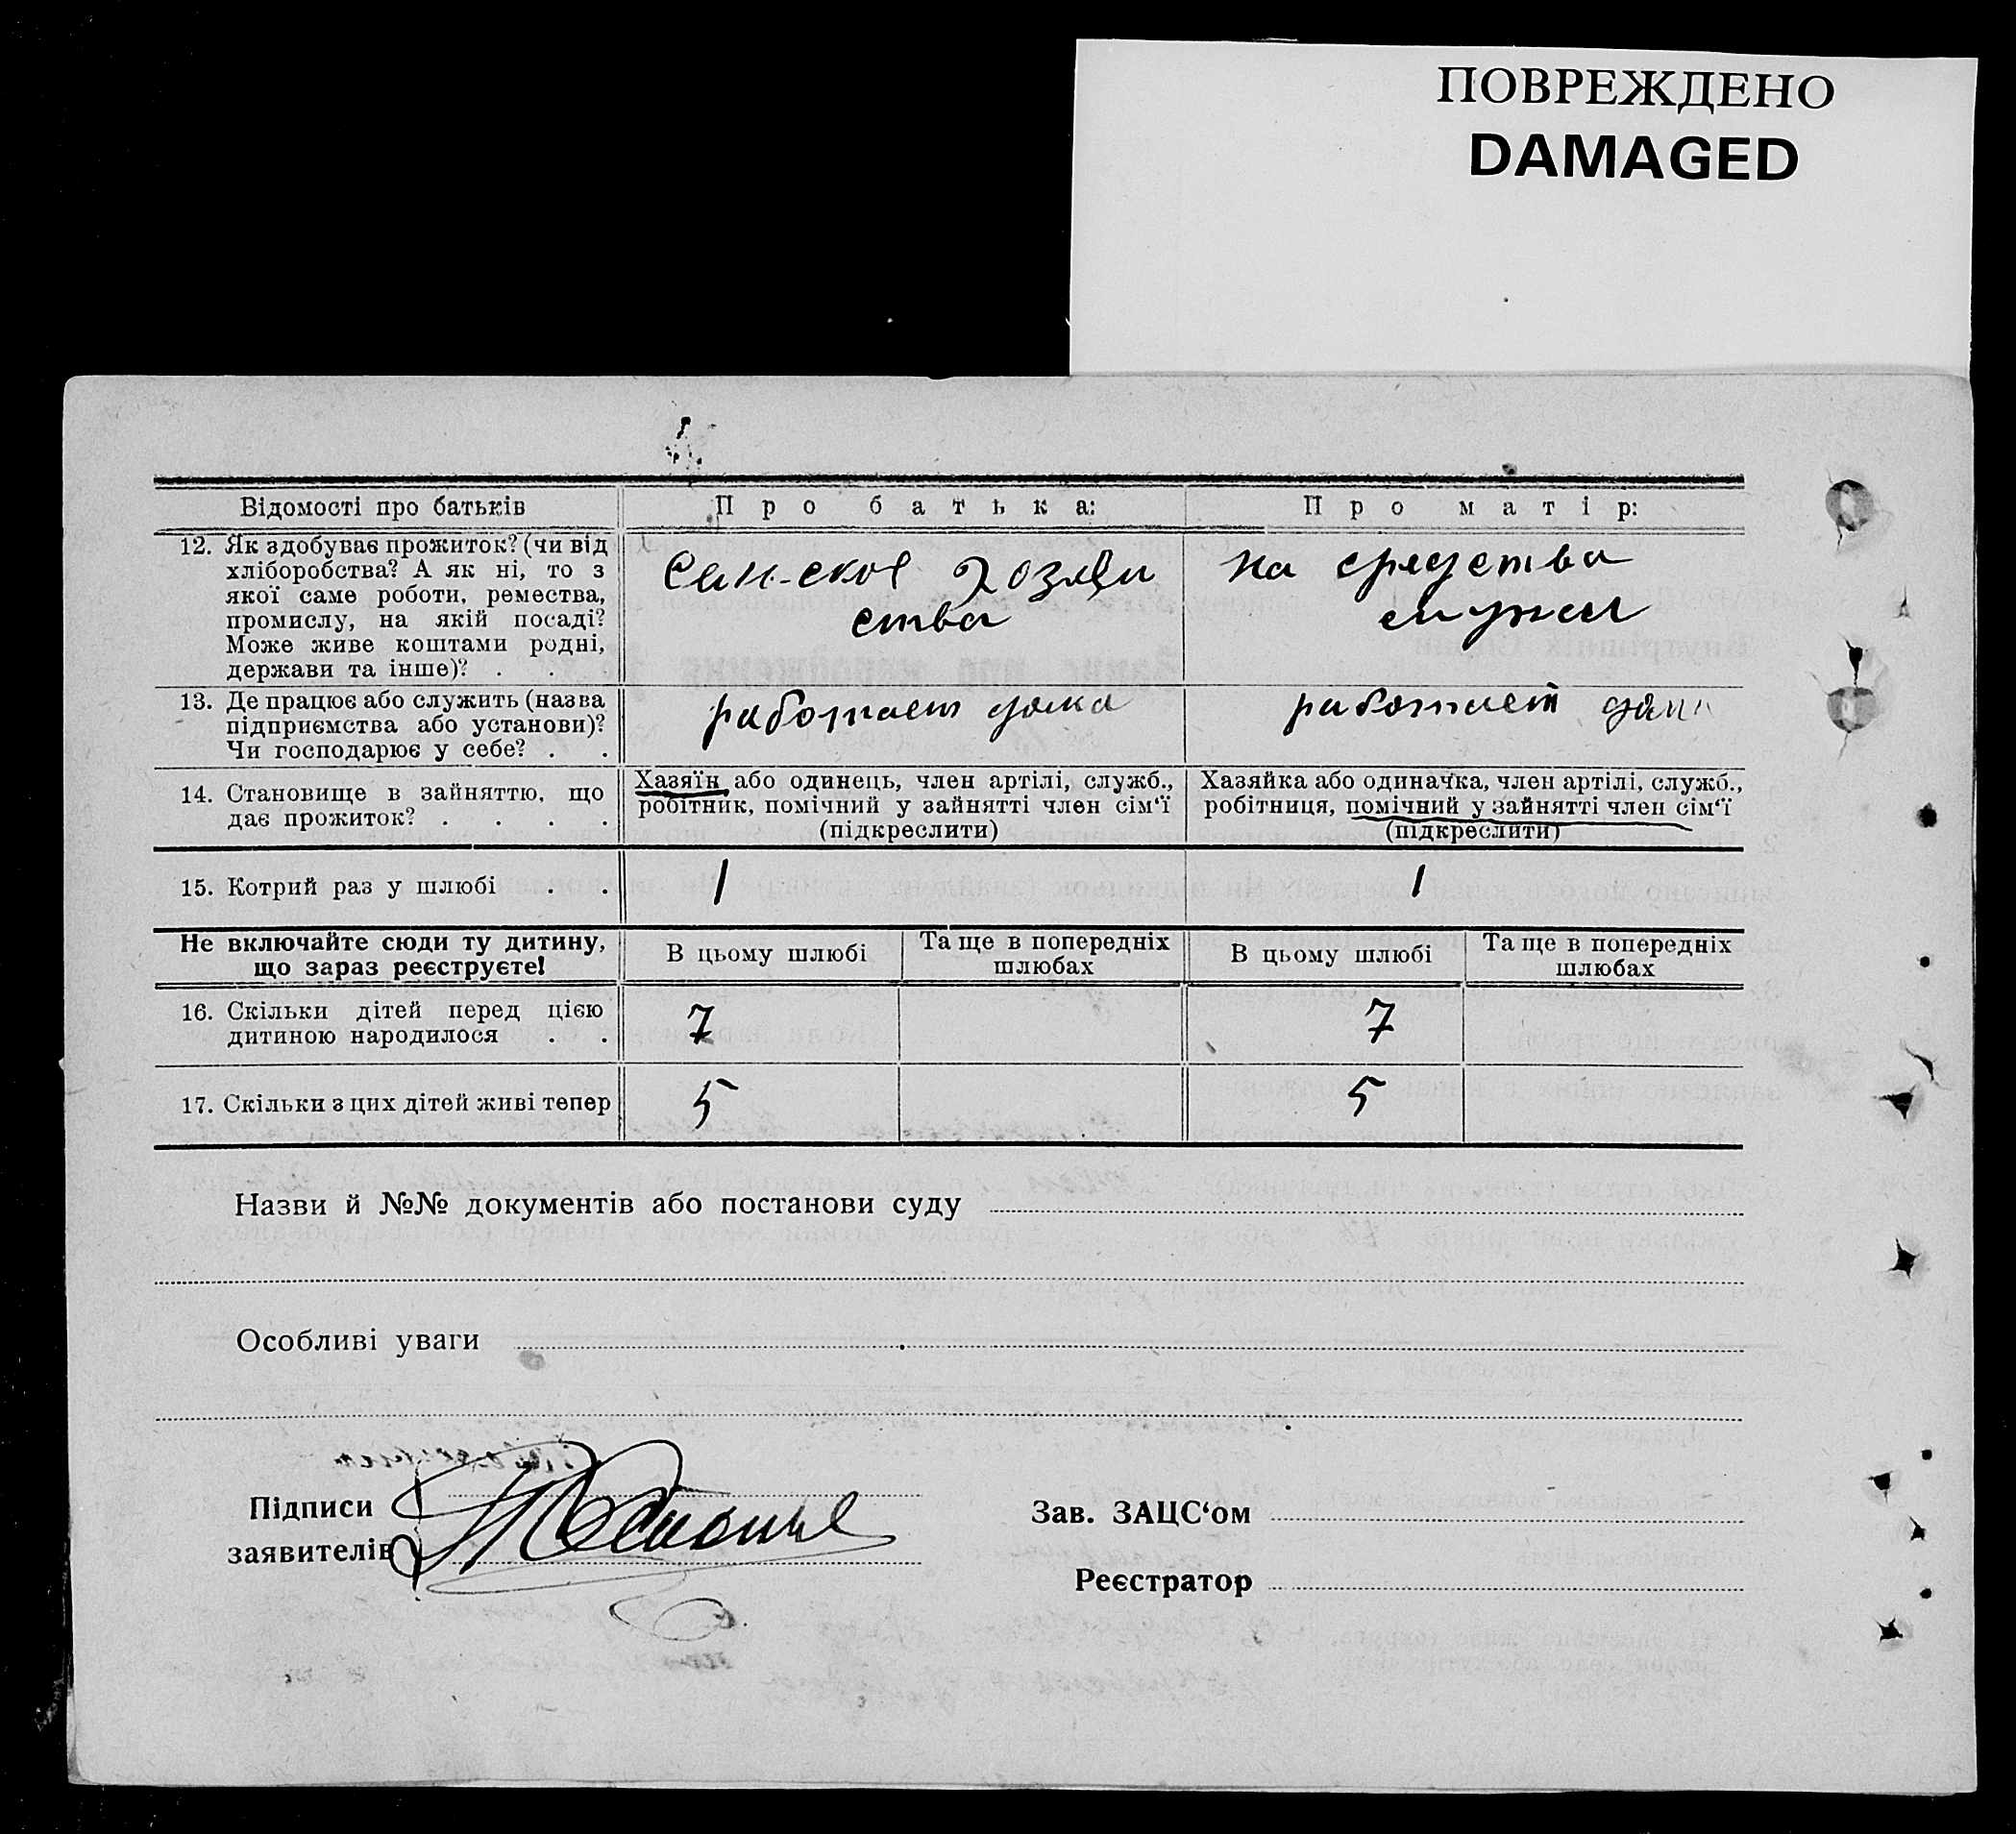 ПОВРЕЖДЕНО
DAMAGED
Відомості про батьків
Про батька:
Про матір:
12. Як здобуває прожиток? (чи від
хліборобства? А як ні, то з
якої саме роботи, ремества,
промислу, на якій посаді?
Може живе коштами родні,
держави та інше)? . . .
хозяй
ства
на средства
мужа
13. Де працює або служить (назва
підприємства або установи)?
Чи господарює у себе? . .
работает дома
работает дома
14. Становище в зайняттю, що
дає прожиток? . . . .
Хазяїн або одинець, член артілі, служб.,
робітник, помічний у зайнятті член сім‘ї
(підкреслити)
Хазяйка або одиначка, член артілі, служб.,
робітниця, помічний у зайнятті член сім‘ї
(підкреслити)
15. Котрий раз у шлюбі . .
1
1
Не включайте сюди ту дитину,
що зараз реєструєте!
В цьому шлюбі
Та ще в попередніх
шлюбах
В цьому шлюбі
Та ще в попередніх
шлюбах
16. Скільки дітей перед цією
дитиною народилося . .
7
7
17. Скільки з цих дітей живі тепер
5
5
Назви й №№ документів або постанови суду
Особливі уваги
Підписи
заявителів
Зав. ЗАЦС‘ом
Реєстратор